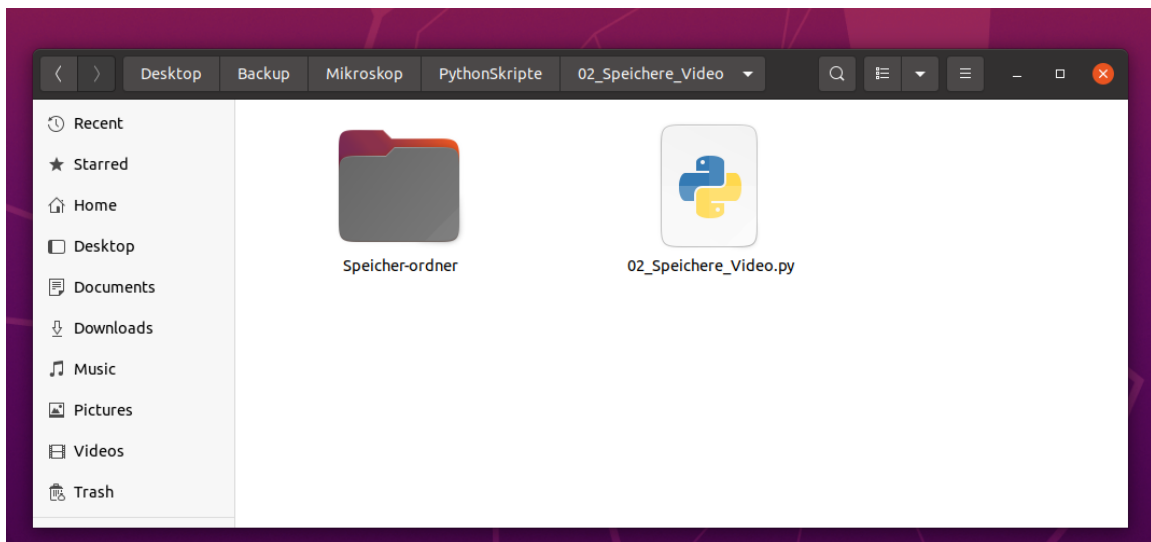 Desktop Backup Mikroskop PythonSkripte 02_Speichere_Video
Recent
Starred
Home
Desktop
Documents
Downloads
Music
Pictures
Videos
Trash
Speicher-ordner
02_Speichere_Video.py